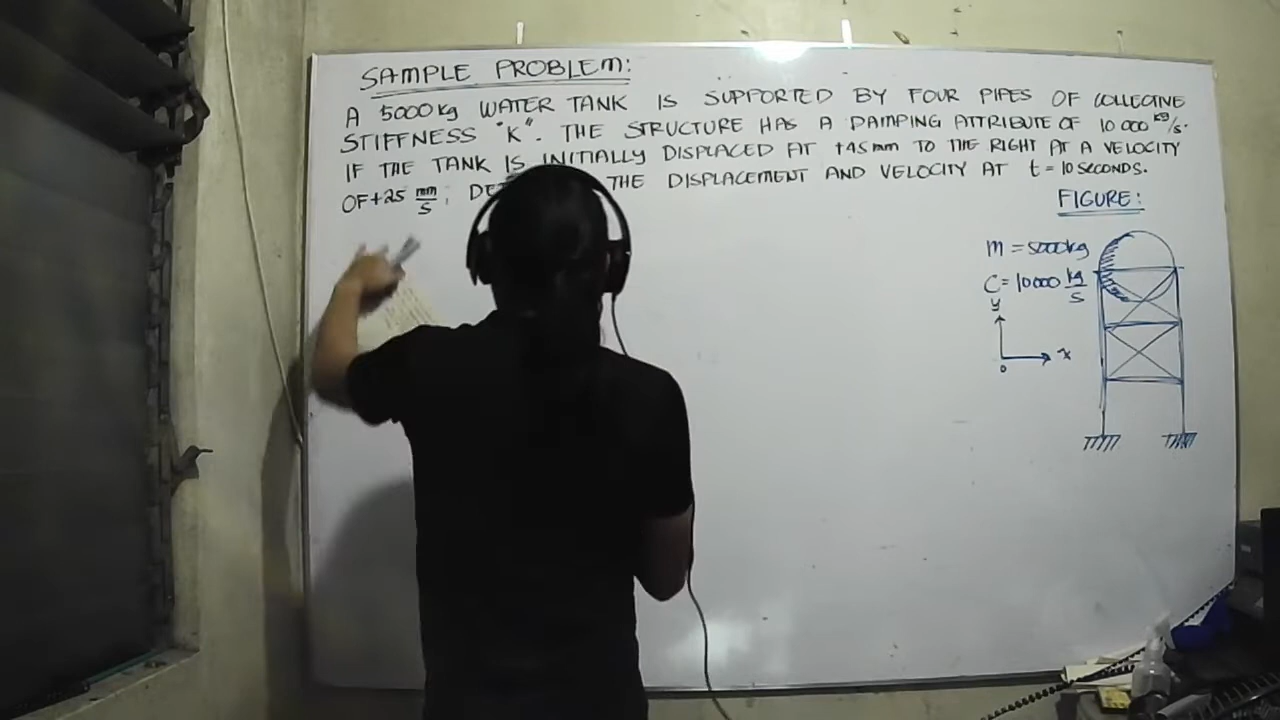 SAMPLE PROBLEM:
A 5000kg WATER TANK IS SUPPORTED BY FOUR PIPES OF COLLECTIVE
STIFFNESS "K". THE STRUCTURE HAS A DAMPING ATTRIBUTE OF 10 000 kg/s.
IF THE TANK IS INITIALLY DISPLACED AT +45mm TO THE RIGHT AT A VELOCITY
OF +25 mm/s; THE DISPLACEMENT AND VELOCITY AT t = 10 SECONDS.
FIGURE:
m = 5000kg
C = 10000 kg/s
y
x
0